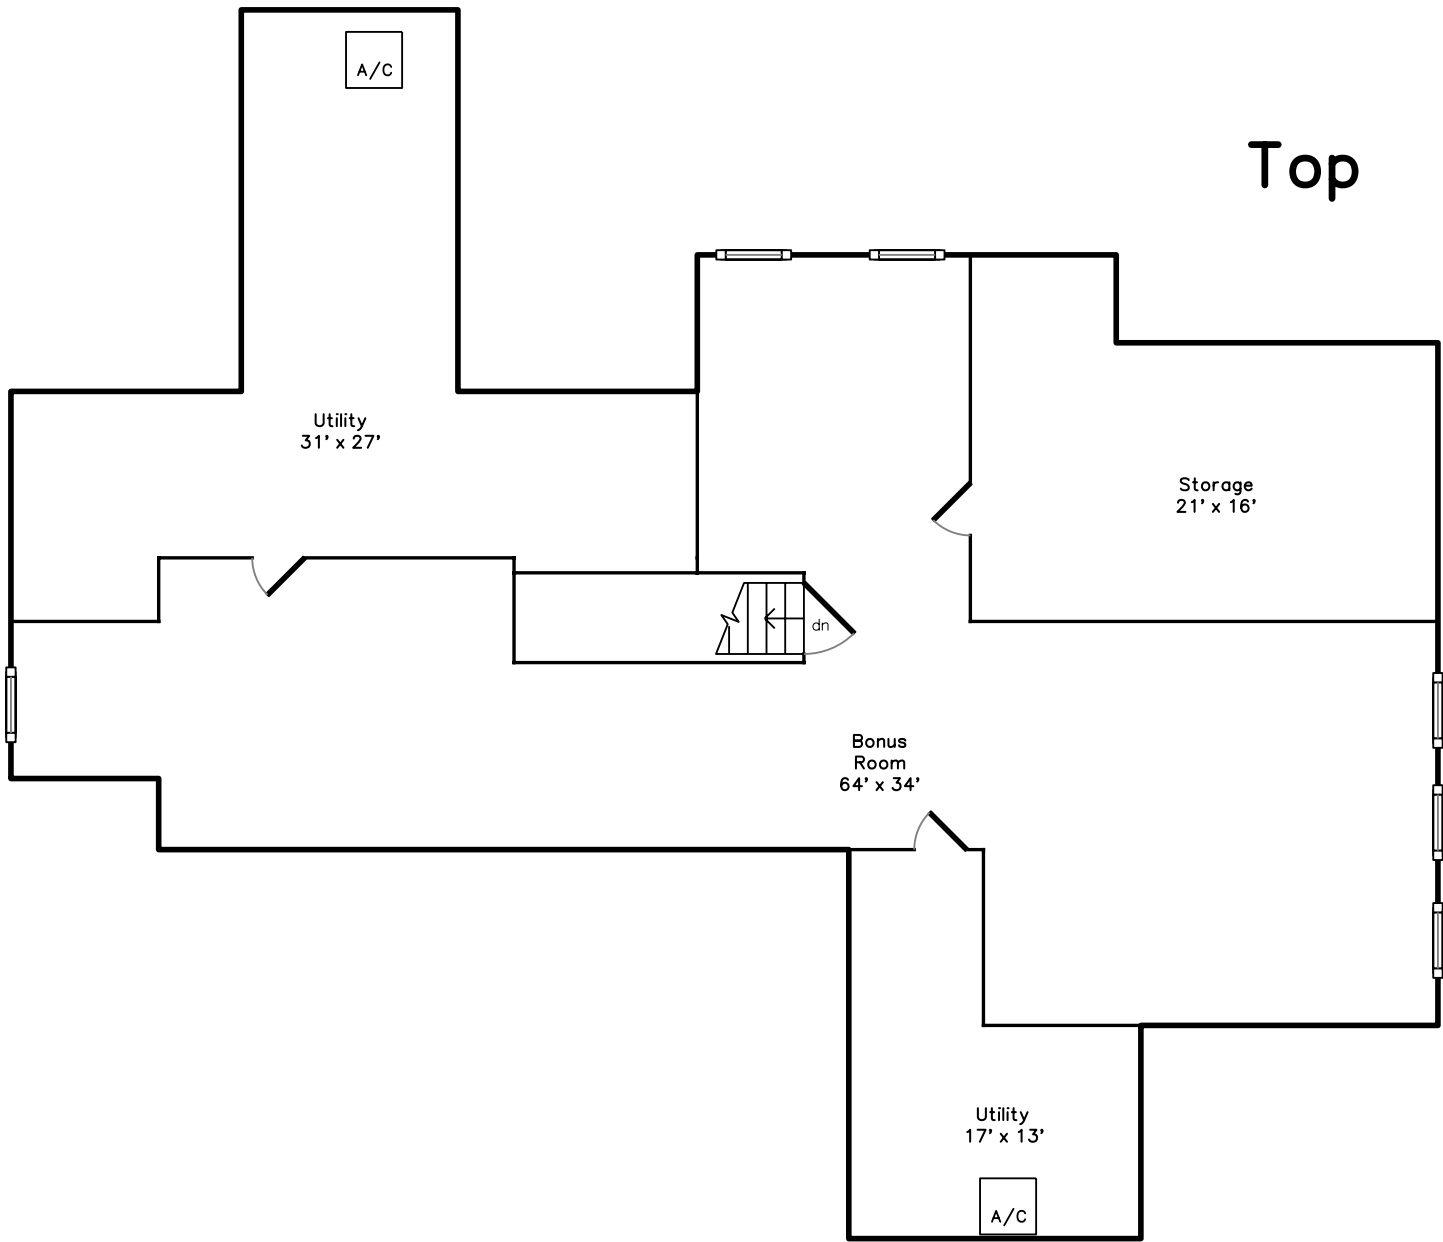 A/C
Top
Utility
31' x 27'
Storage
21' x 16'
dn
Bonus
Room
64' x 34'
Utility
17' x 13'
A/C